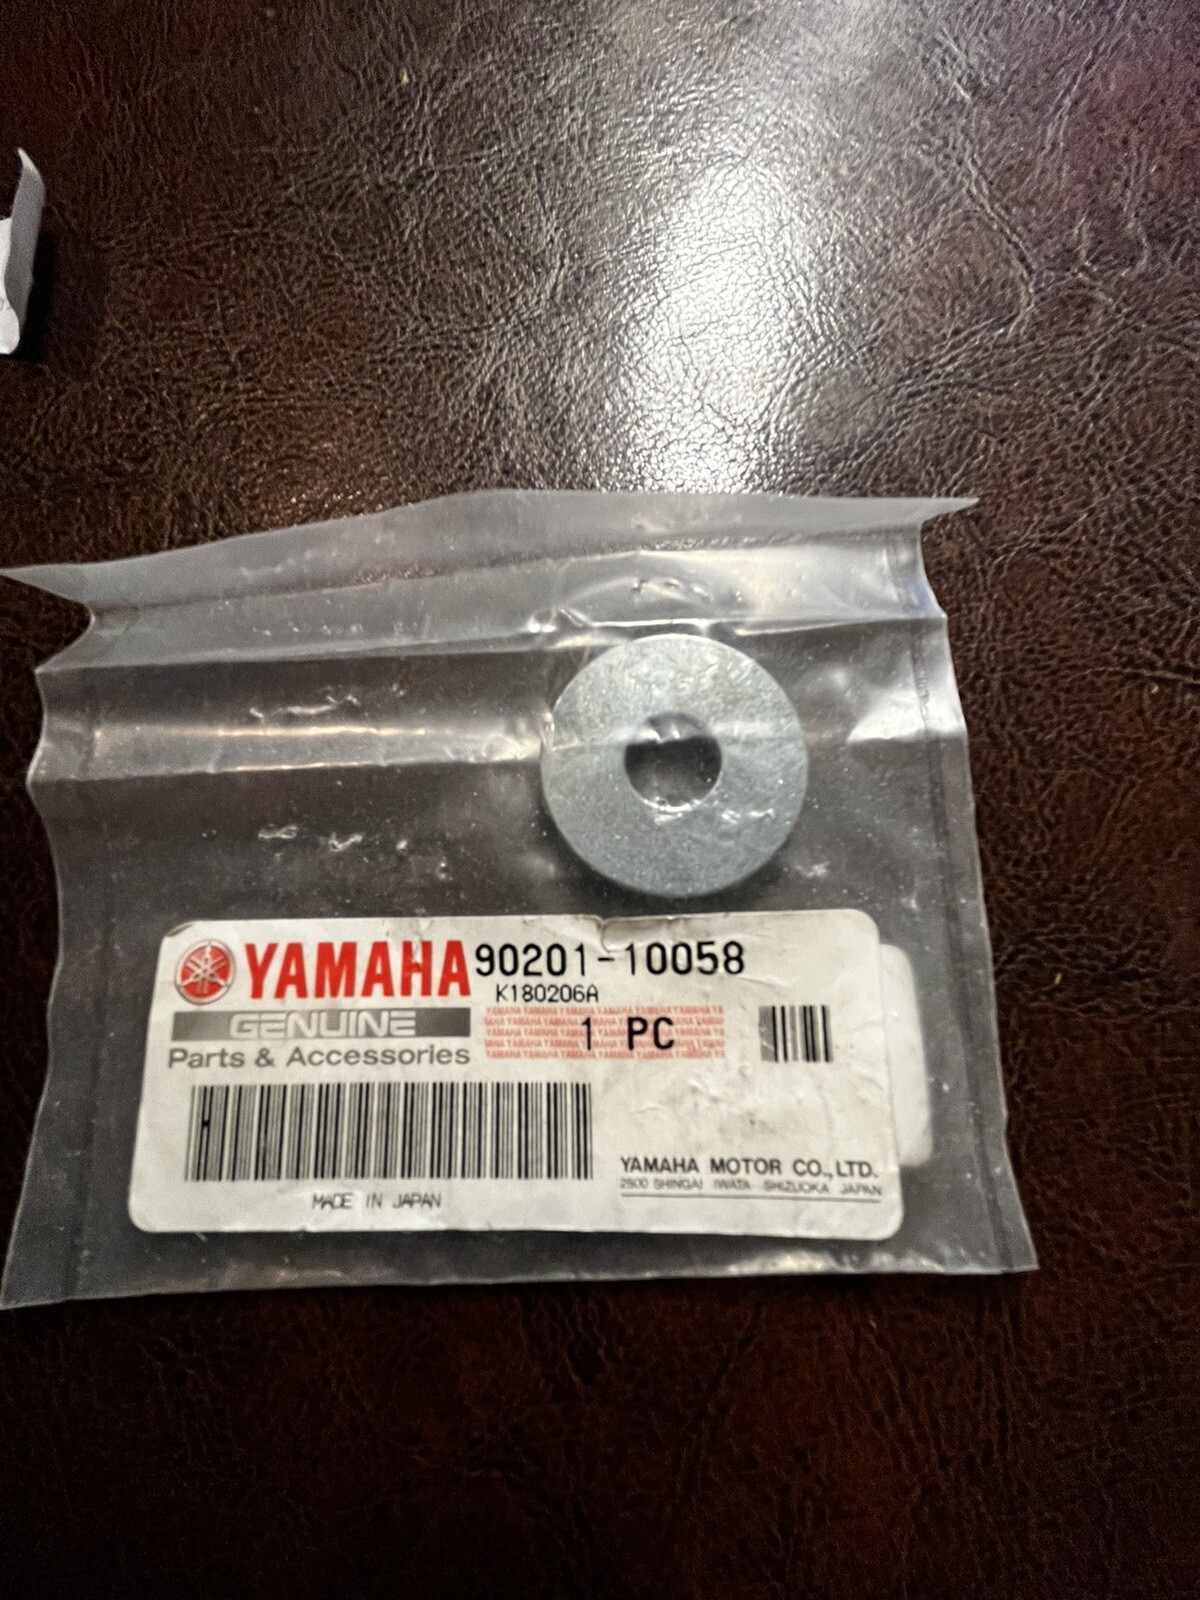 YAMAHA 90201-10058
K180206A
GENUINE
1 PC
Parts & Accessories
YAMAHA MOTOR CO., LTD.
2500 SHINGAI IWATA SHIZUOKA JAPAN
MADE IN JAPAN